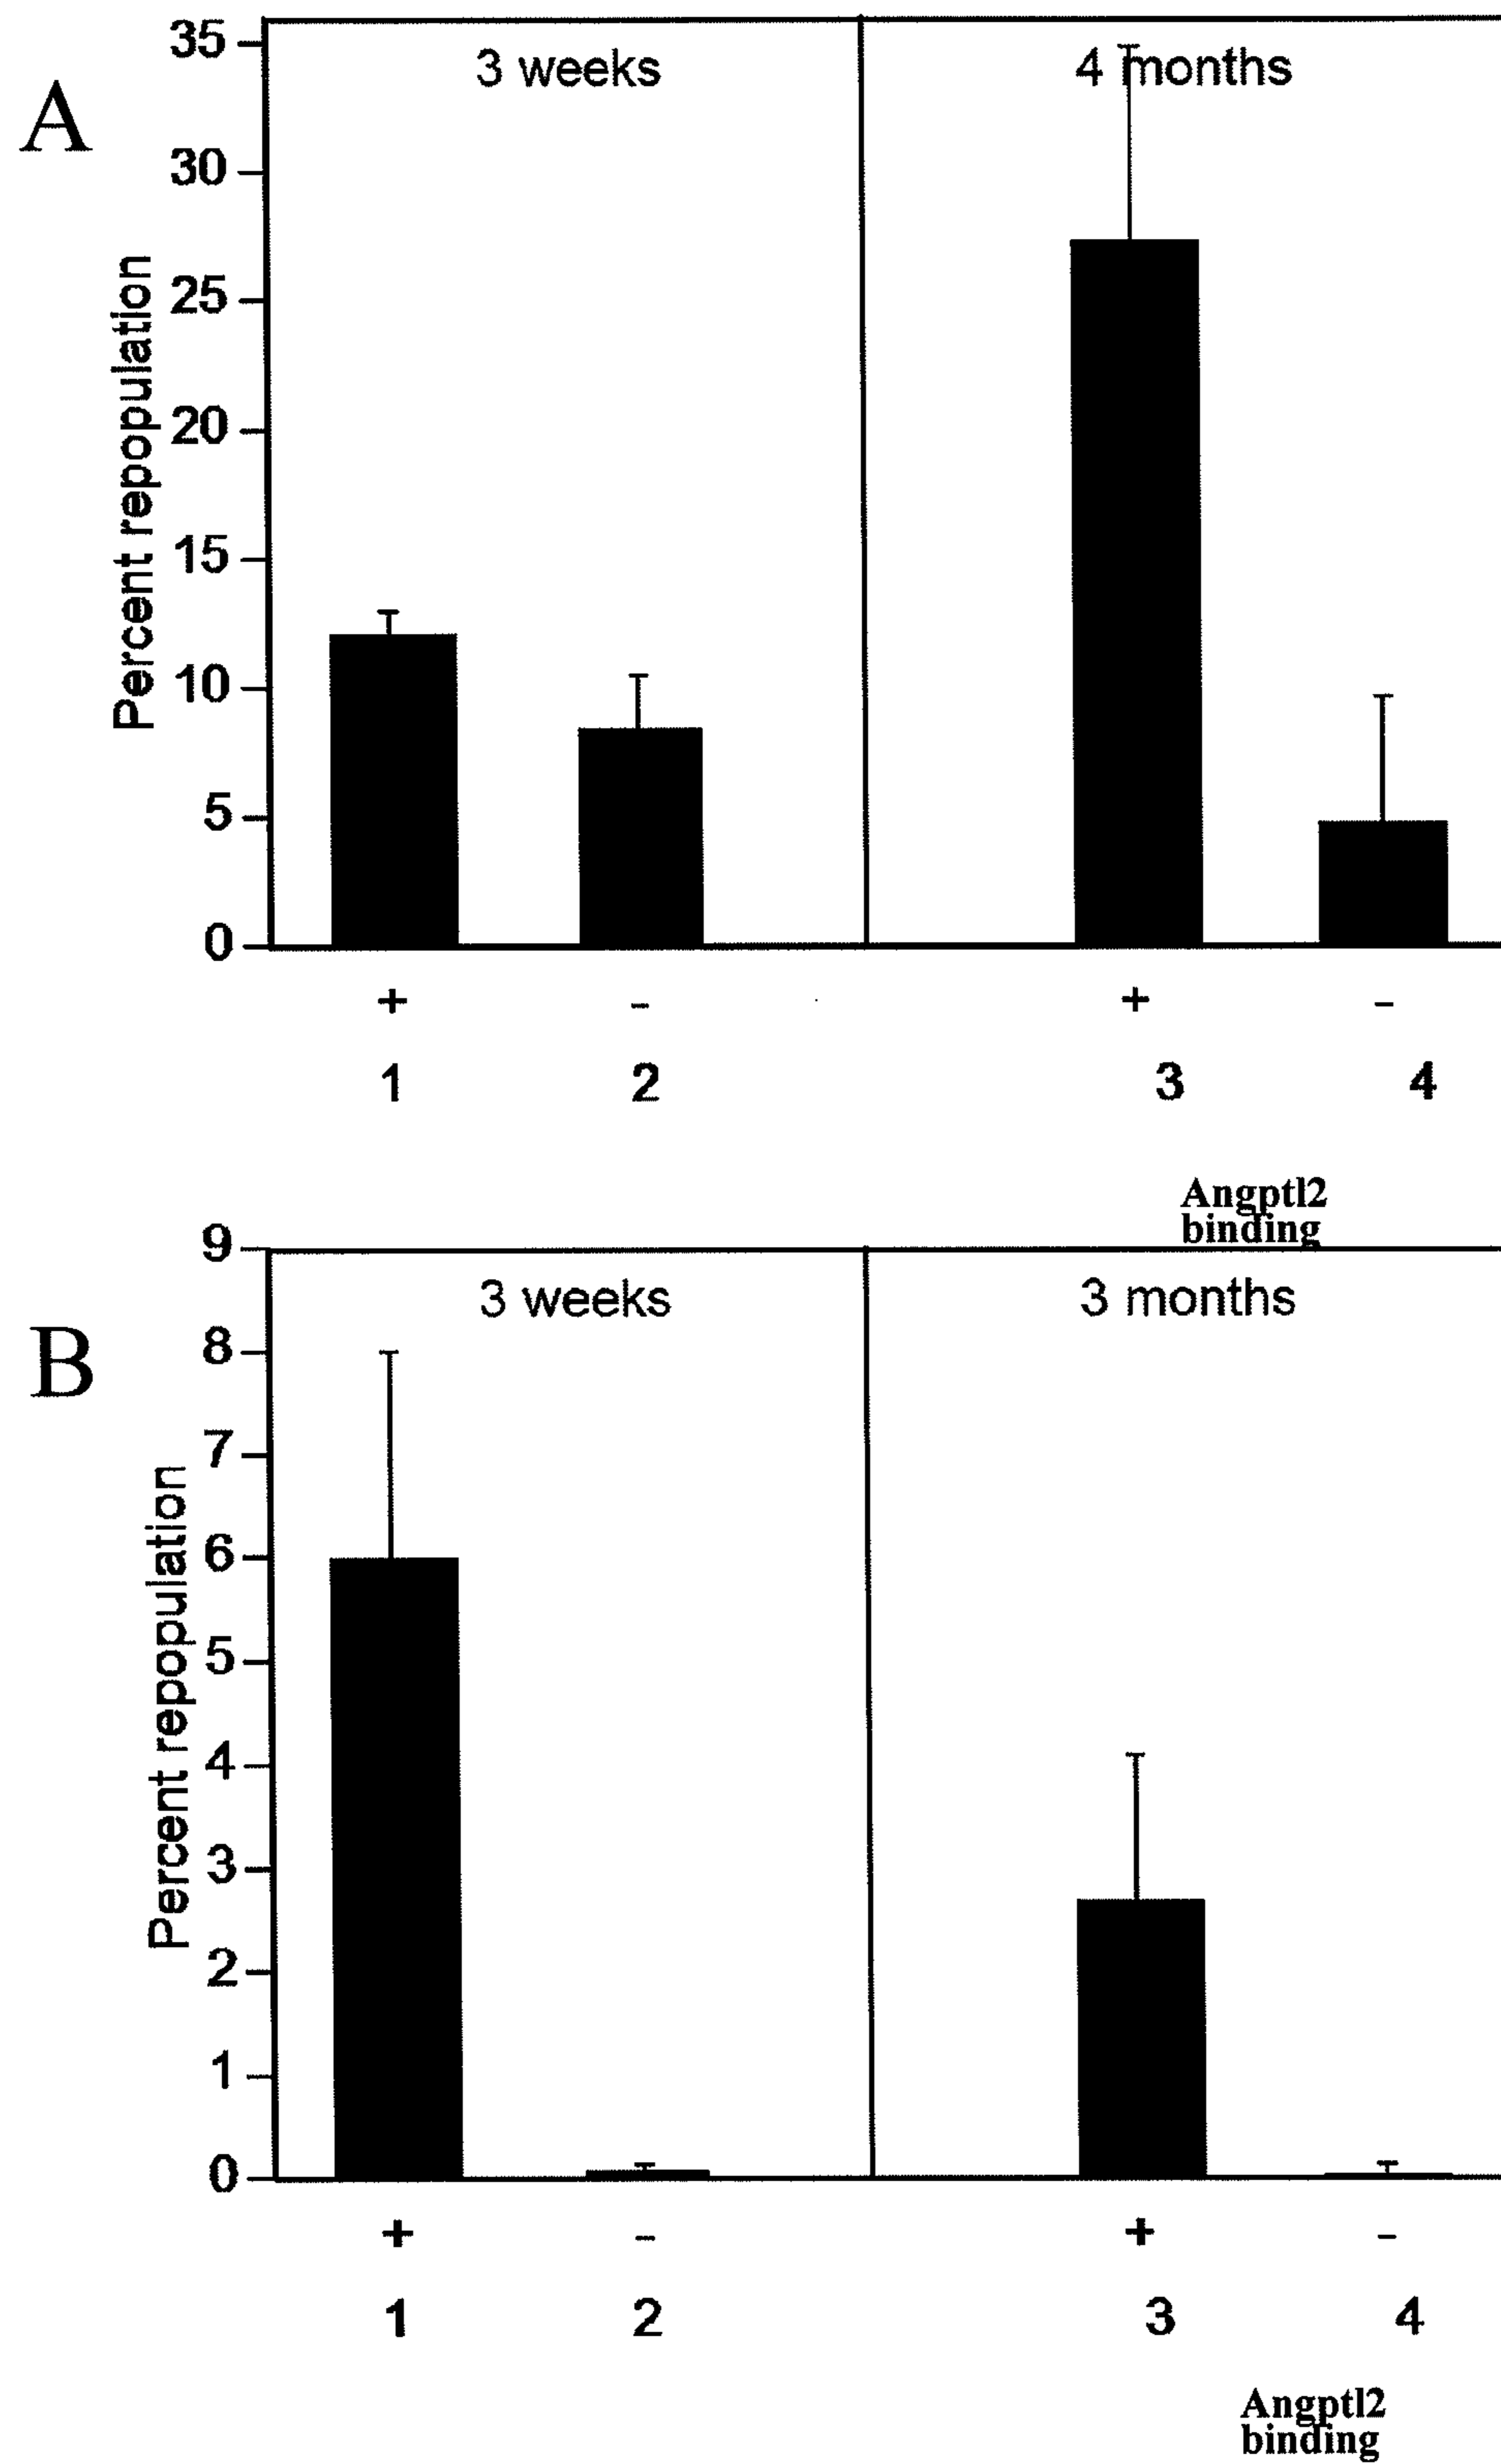 A
Percent repopulation
35
30
25
20
15
10
5
0
3 weeks
4 months
+ - + -
1 2 3 4
Angptl2
binding
B
Percent repopulation
9
8
7
6
5
4
3
2
1
0
3 weeks
3 months
+ - + -
1 2 3 4
Angptl2
binding